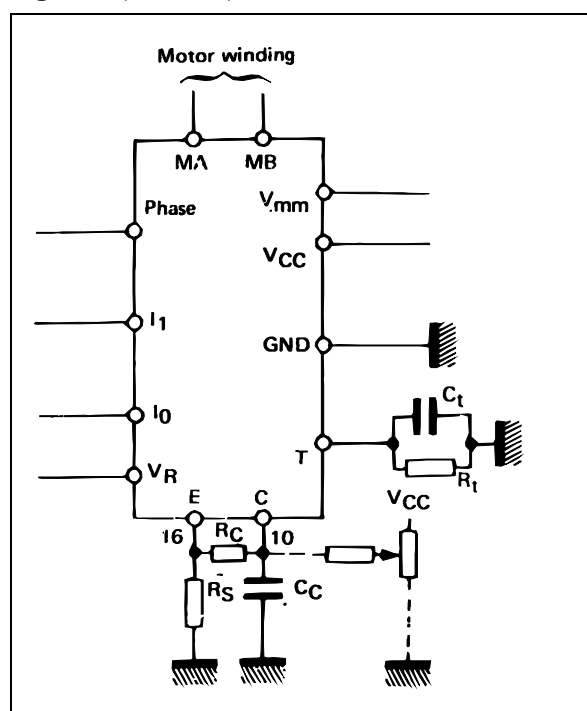 Motor winding
MA MB
Vmm
Phase
VCC
I1
GND
Ct
I0
T
VR
Rt
E C
VCC
16 RC 10
RS CC